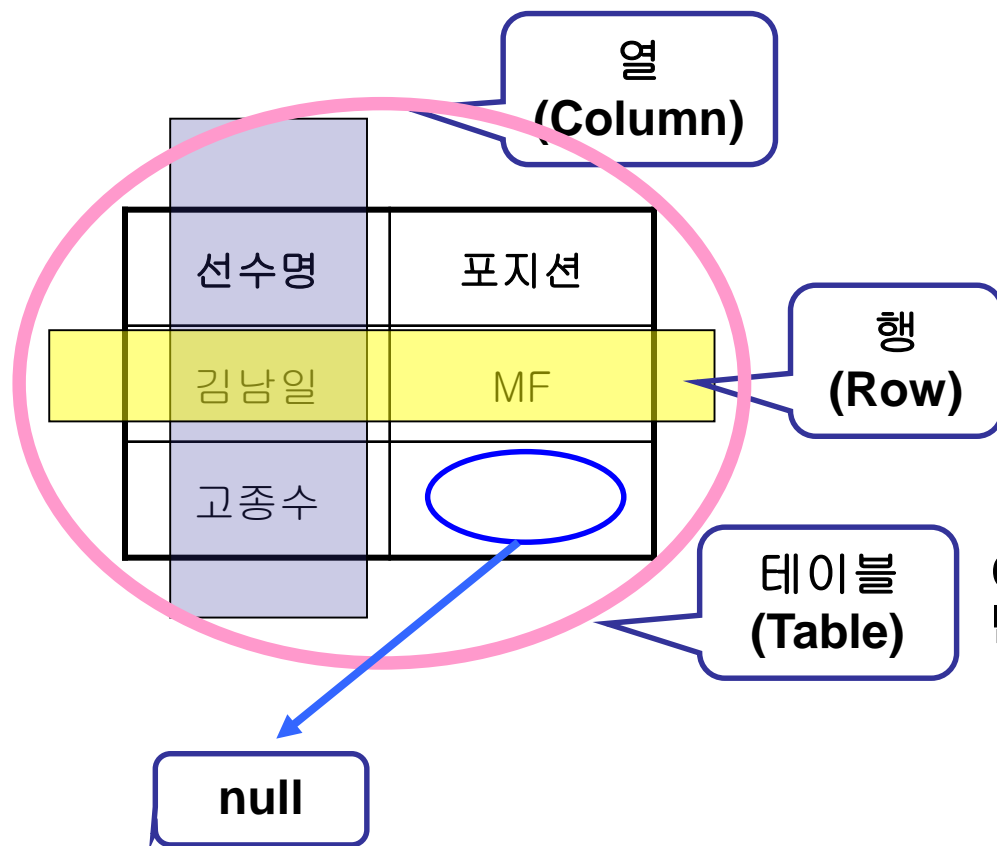 열
(Column)
선수명
포지션
행
(Row)
김남일
MF
고종수
테이블
(Table)
null